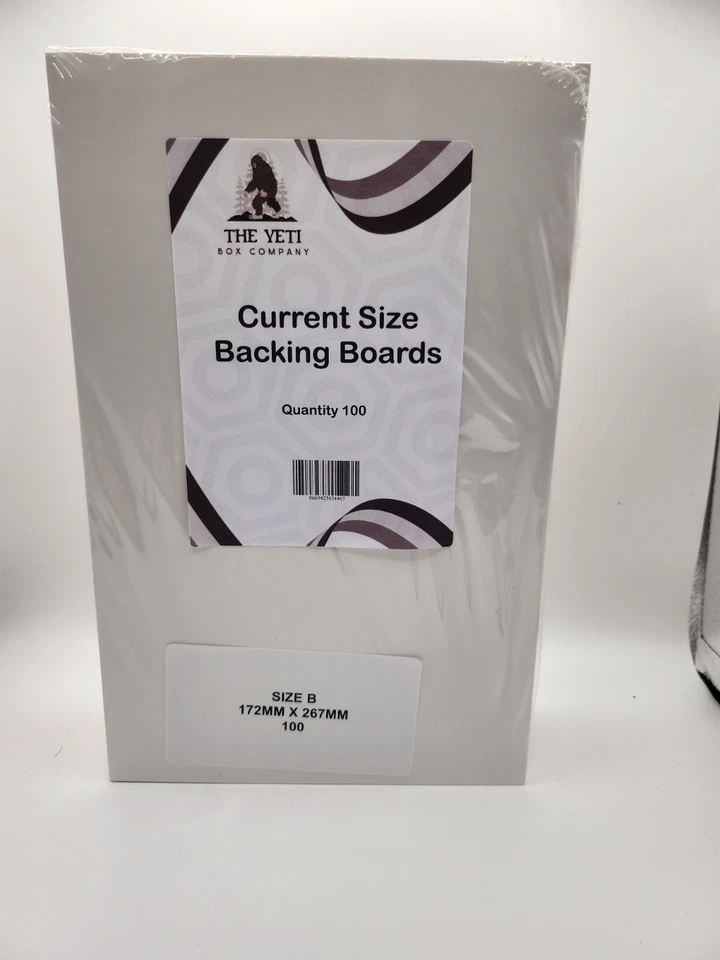 THE YETI
BOX COMPANY
Current Size
Backing Boards
Quantity 100
SIZE B
172MM X 267MM
100